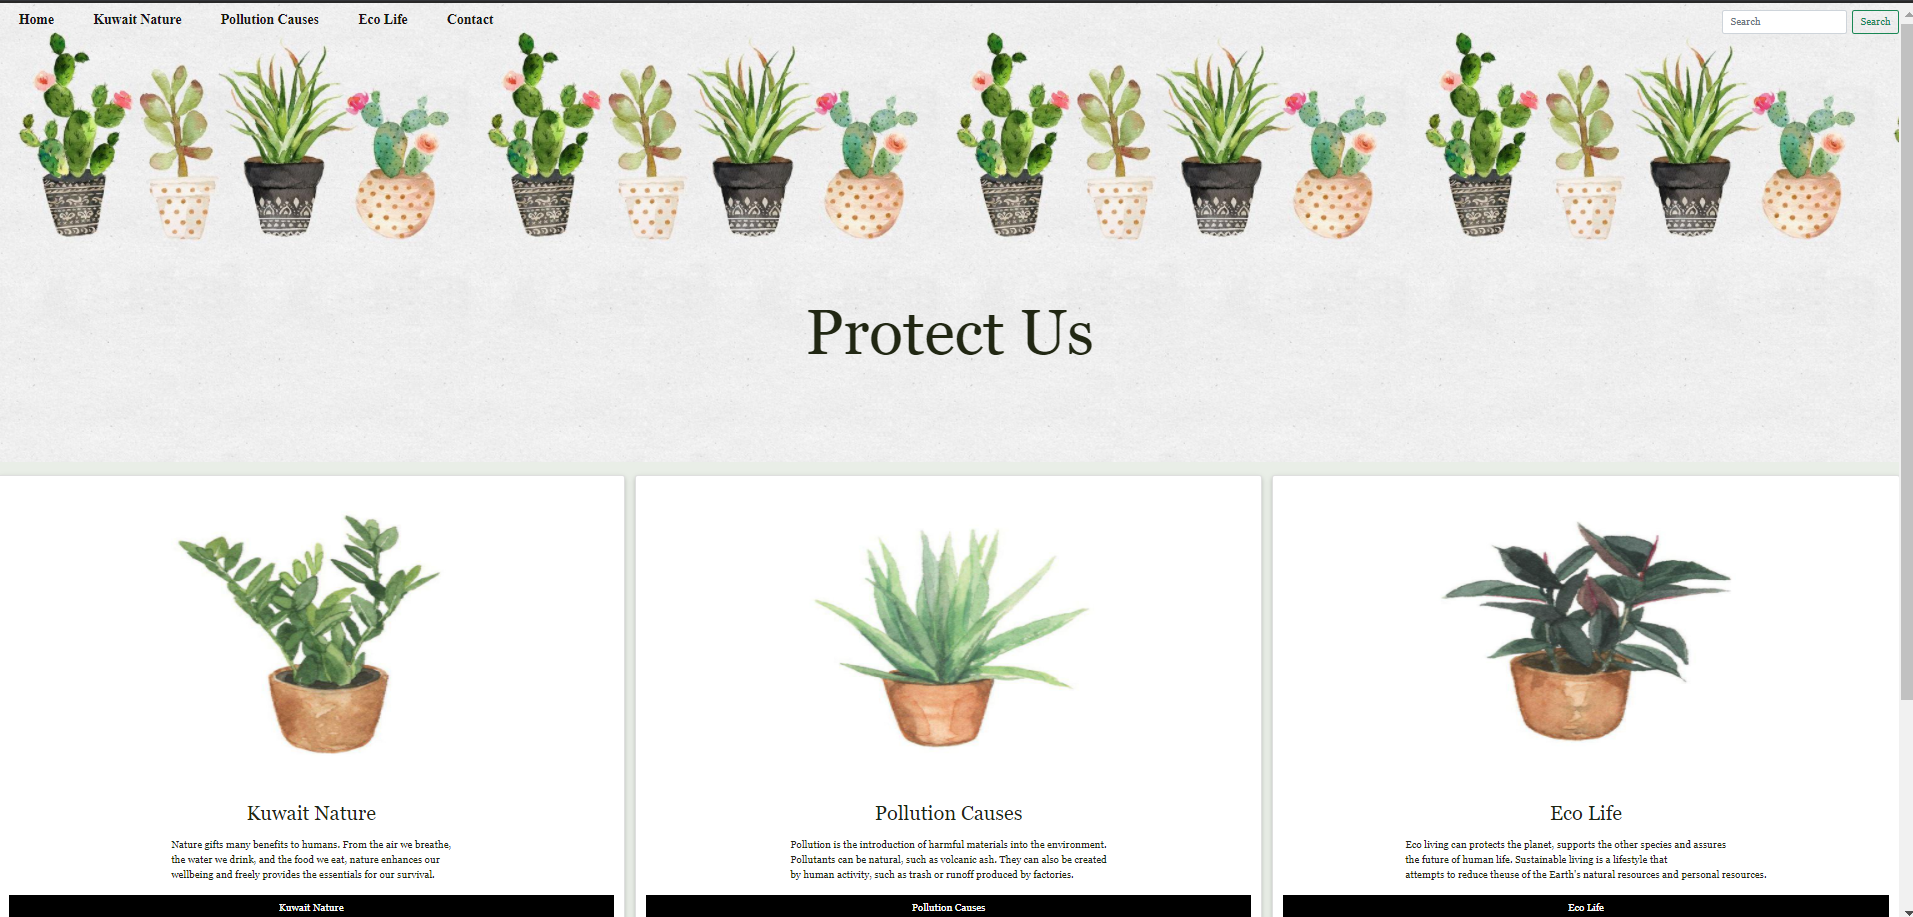 Home Kuwait Nature Pollution Causes Eco Life Contact Search Search
Protect Us
Kuwait Nature
Nature gifts many benefits to humans. From the air we breathe,
the water we drink, and the food we eat, nature enhances our
wellbeing and freely provides the essentials for our survival.
Kuwait Nature
Pollution Causes
Pollution is the introduction of harmful materials into the environment.
Pollutants can be natural, such as volcanic ash. They can also be created
by human activity, such as trash or runoff produced by factories.
Pollution Causes
Eco Life
Eco living can protects the planet, supports the other species and assures
the future of human life. Sustainable living is a lifestyle that
attempts to reduce theuse of the Earth's natural resources and personal resources.
Eco Life